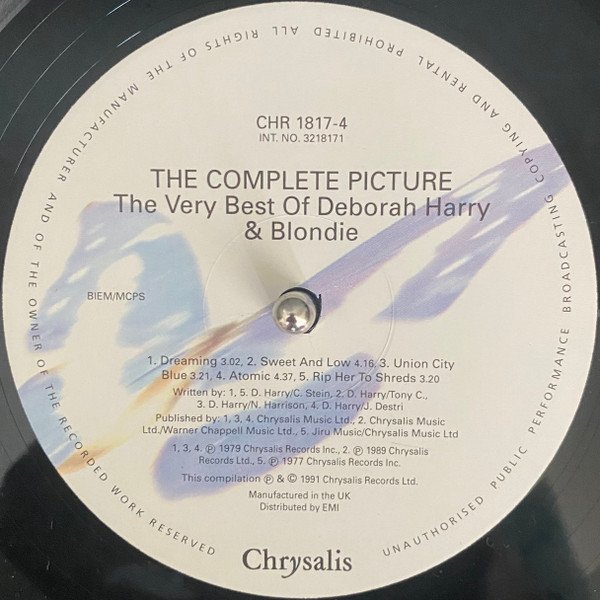 CHR 1817-4
INT. NO. 3218171
THE COMPLETE PICTURE
The Very Best Of Deborah Harry
& Blondie
BIEM/MCPS
1. Dreaming 3.02, 2. Sweet And Low 4.16, 3. Union City
Blue 3.21, 4. Atomic 4.37, 5. Rip Her To Shreds 3.20
Written by: 1, 5. D. Harry/C. Stein, 2. D. Harry/Tony C.,
3. D. Harry/N. Harrison, 4. D. Harry/J. Destri
Published by: 1, 3, 4. Chrysalis Music Ltd., 2. Chrysalis Music
Ltd./Warner Chappell Music Ltd., 5. Jiru Music/Chrysalis Music Ltd
1, 3, 4. ℗ 1979 Chrysalis Records Inc., 2. ℗ 1989 Chrysalis
Records Ltd., 5. ℗ 1977 Chrysalis Records Inc.
This compilation ℗ & © 1991 Chrysalis Records Ltd.
Manufactured in the UK
Distributed by EMI
Chrysalis
ALL RIGHTS OF THE MANUFACTURER AND OF THE OWNER OF THE RECORDED WORK RESERVED UNAUTHORISED PUBLIC PERFORMANCE BROADCASTING COPYING AND RENTAL PROHIBITED